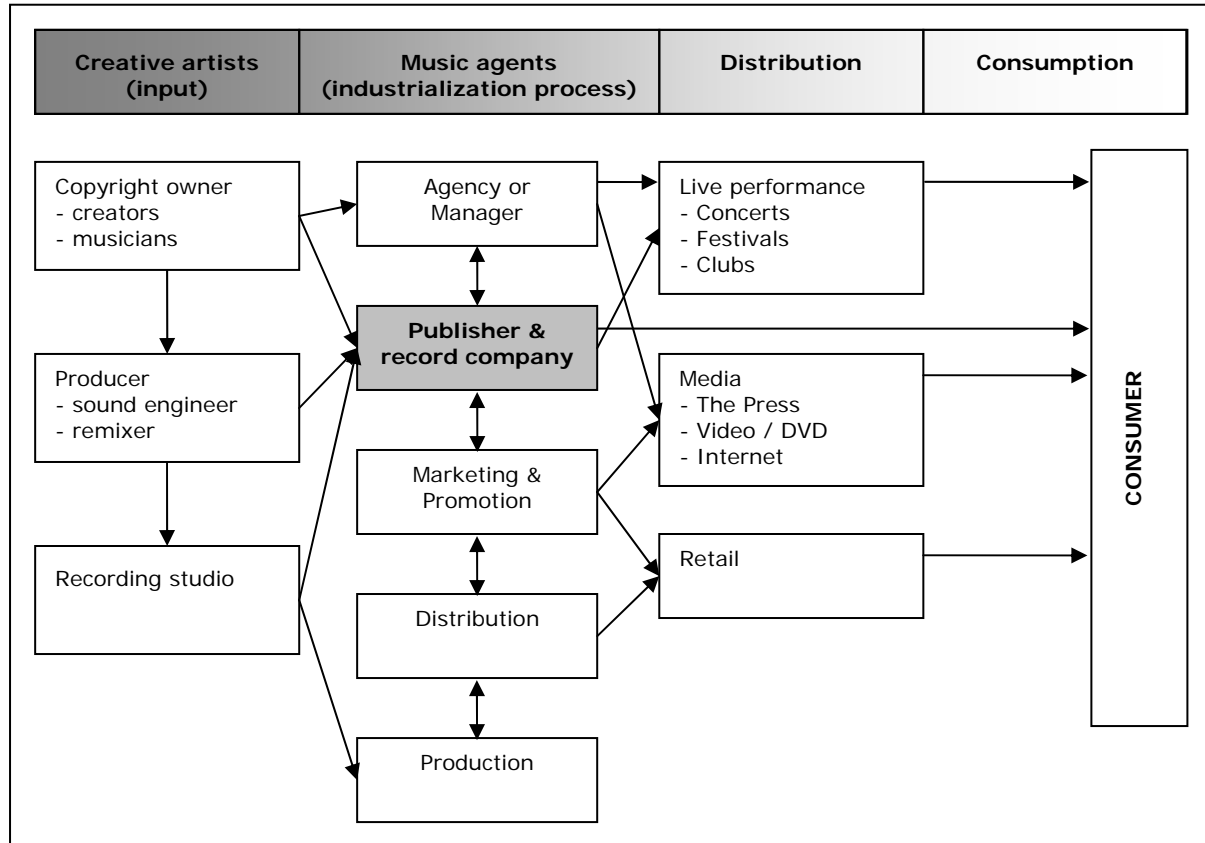 Creative artists
(input)
Music agents
(industrialization process)
Distribution
Consumption
Copyright owner
- creators
- musicians
Agency or
Manager
Live performance
- Concerts
- Festivals
- Clubs
Publisher &
record company
Producer
- sound engineer
- remixer
Media
- The Press
- Video / DVD
- Internet
Marketing &
Promotion
Recording studio
Retail
Distribution
Production
CONSUMER